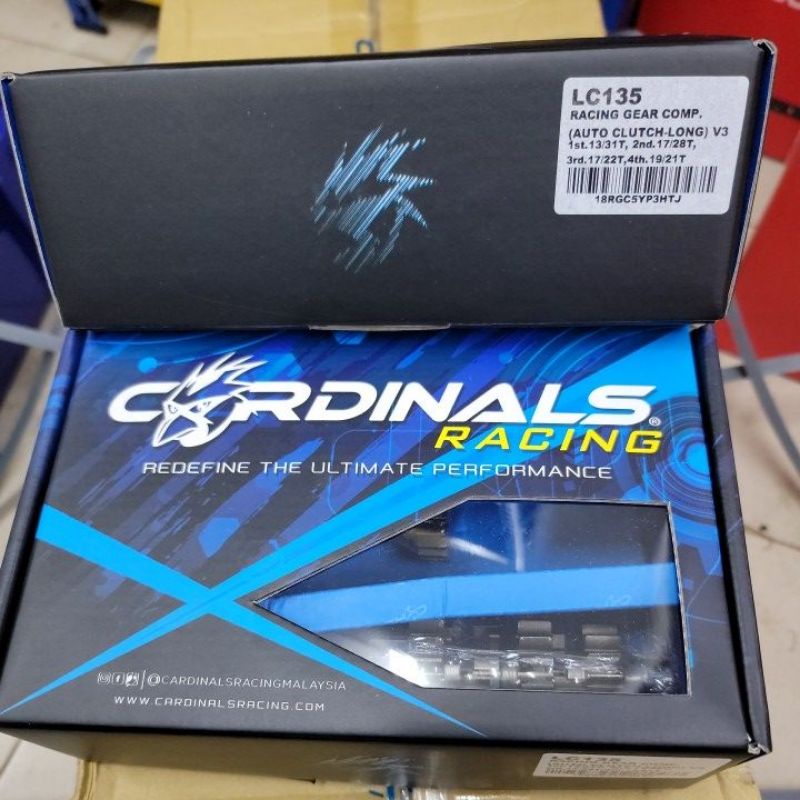 LC135
RACING GEAR COMP.
(AUTO CLUTCH-LONG) V3
1st.13/31T, 2nd.17/28T,
3rd.17/22T,4th.19/21T
18RGC5YP3HTJ
CARDINALS®
RACING
REDEFINE THE ULTIMATE PERFORMANCE
@CARDINALSRACINGMALAYSIA
WWW.CARDINALSRACING.COM
LC135